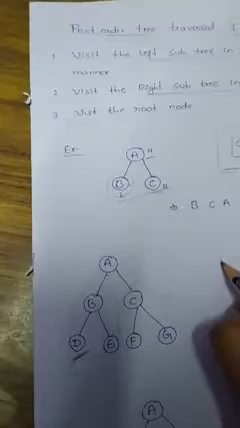 Post order tree traversal
1 Visit the left sub tree in
manner
2 Visit the Right sub tree in
3 Vist the root node
Ex:
A N
B C R
L
B C A
A
B C
D E F G
A